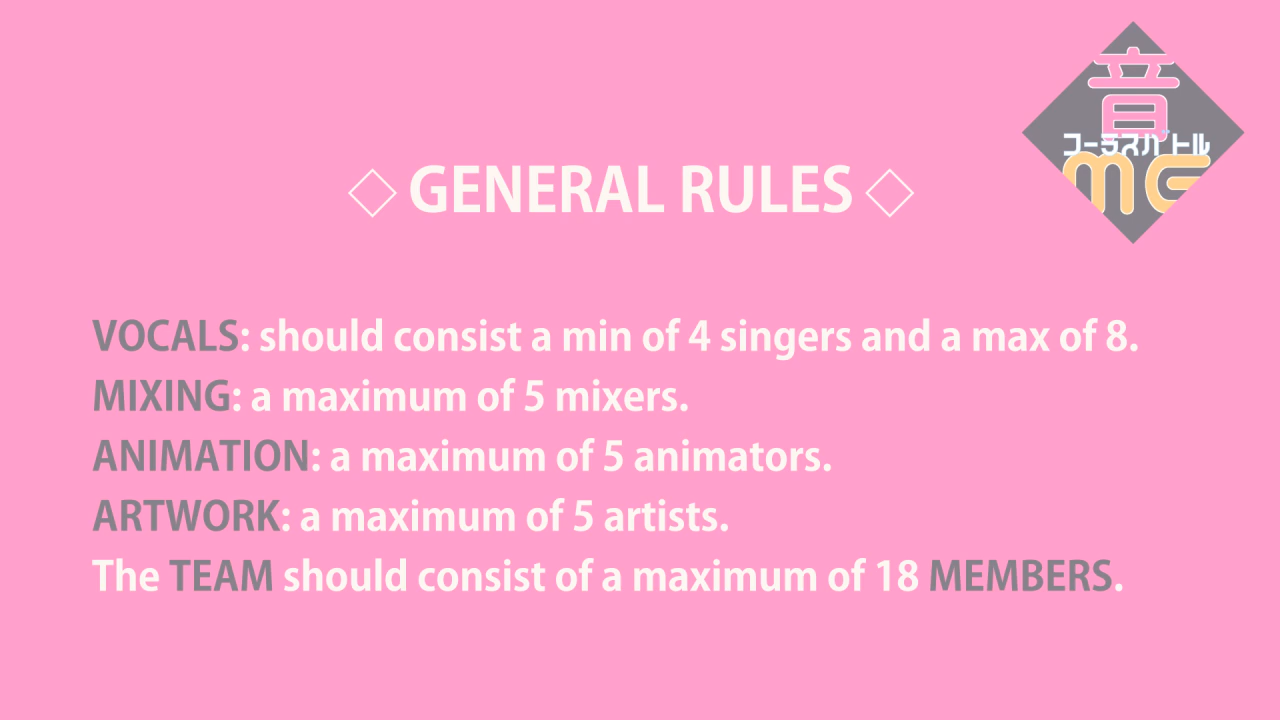 音
コーラスバトル
ME
◇ GENERAL RULES ◇
VOCALS: should consist a min of 4 singers and a max of 8.
MIXING: a maximum of 5 mixers.
ANIMATION: a maximum of 5 animators.
ARTWORK: a maximum of 5 artists.
The TEAM should consist of a maximum of 18 MEMBERS.